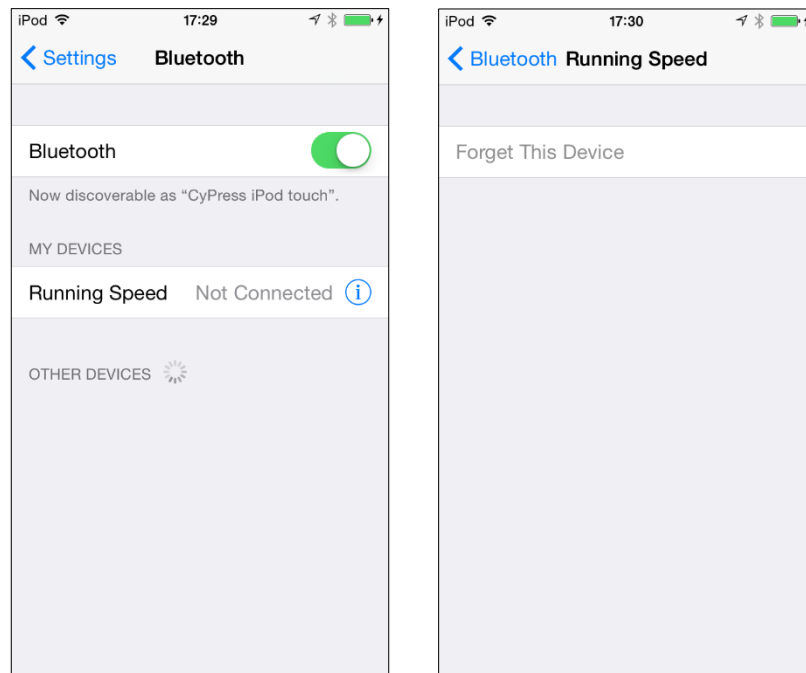 iPod 17:29
Settings Bluetooth
Bluetooth
Now discoverable as “CyPress iPod touch”.
MY DEVICES
Running Speed Not Connected i
OTHER DEVICES
iPod 17:30
Bluetooth Running Speed
Forget This Device